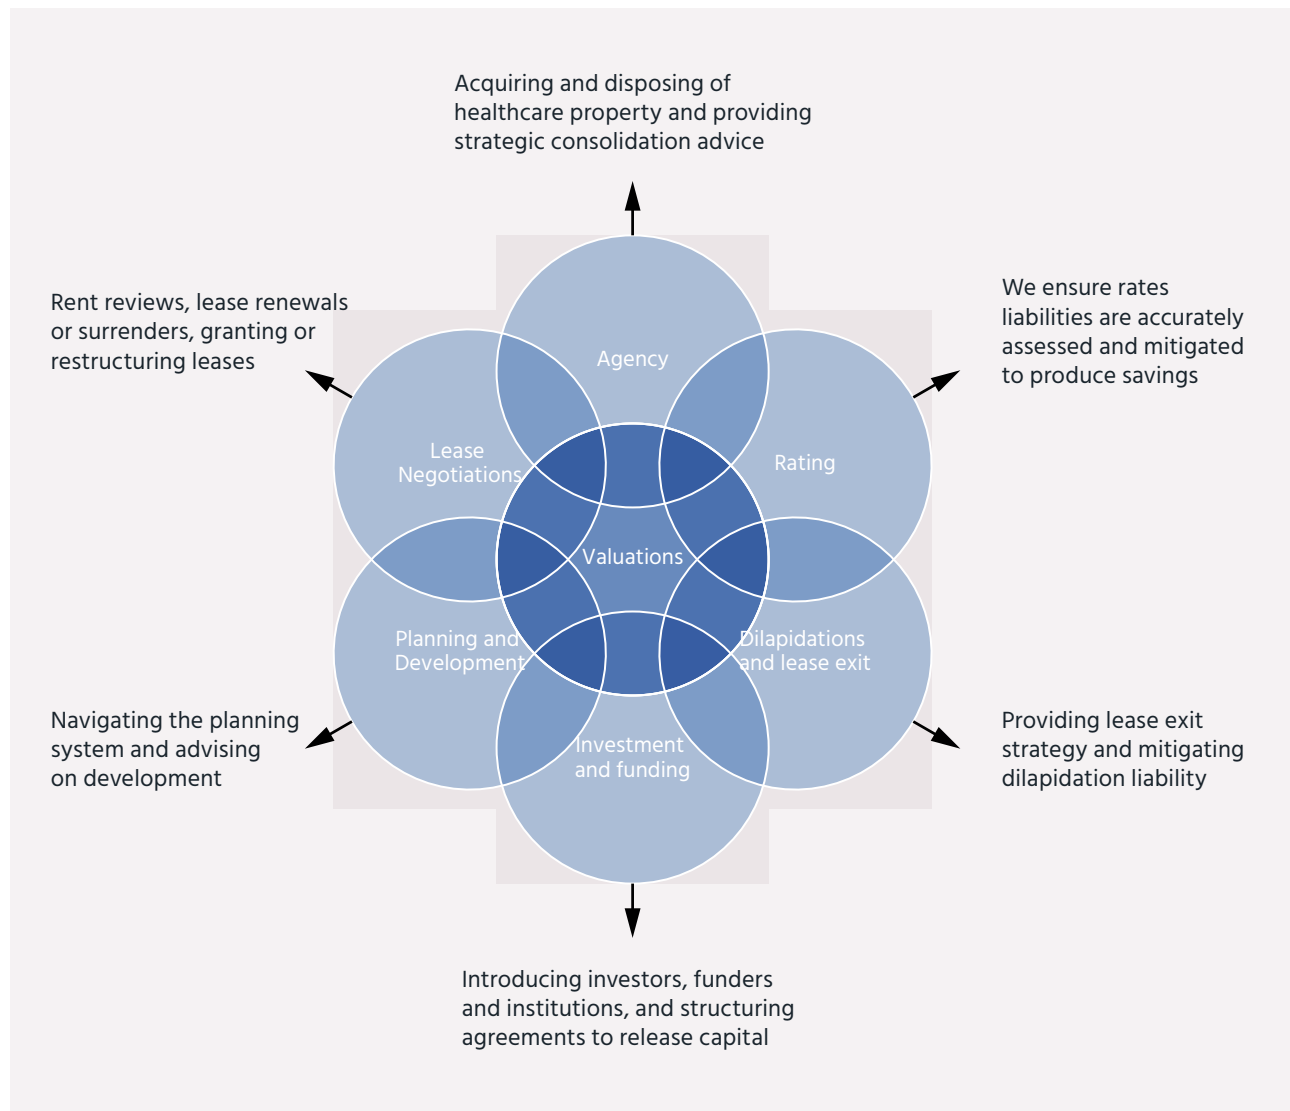 Acquiring and disposing of
healthcare property and providing
strategic consolidation advice
Rent reviews, lease renewals
or surrenders, granting or
restructuring leases
We ensure rates
liabilities are accurately
assessed and mitigated
to produce savings
Agency
Lease
Negotiations
Rating
Valuations
Planning and
Development
Dilapidations
and lease exit
Investment
and funding
Navigating the planning
system and advising
on development
Providing lease exit
strategy and mitigating
dilapidation liability
Introducing investors, funders
and institutions, and structuring
agreements to release capital